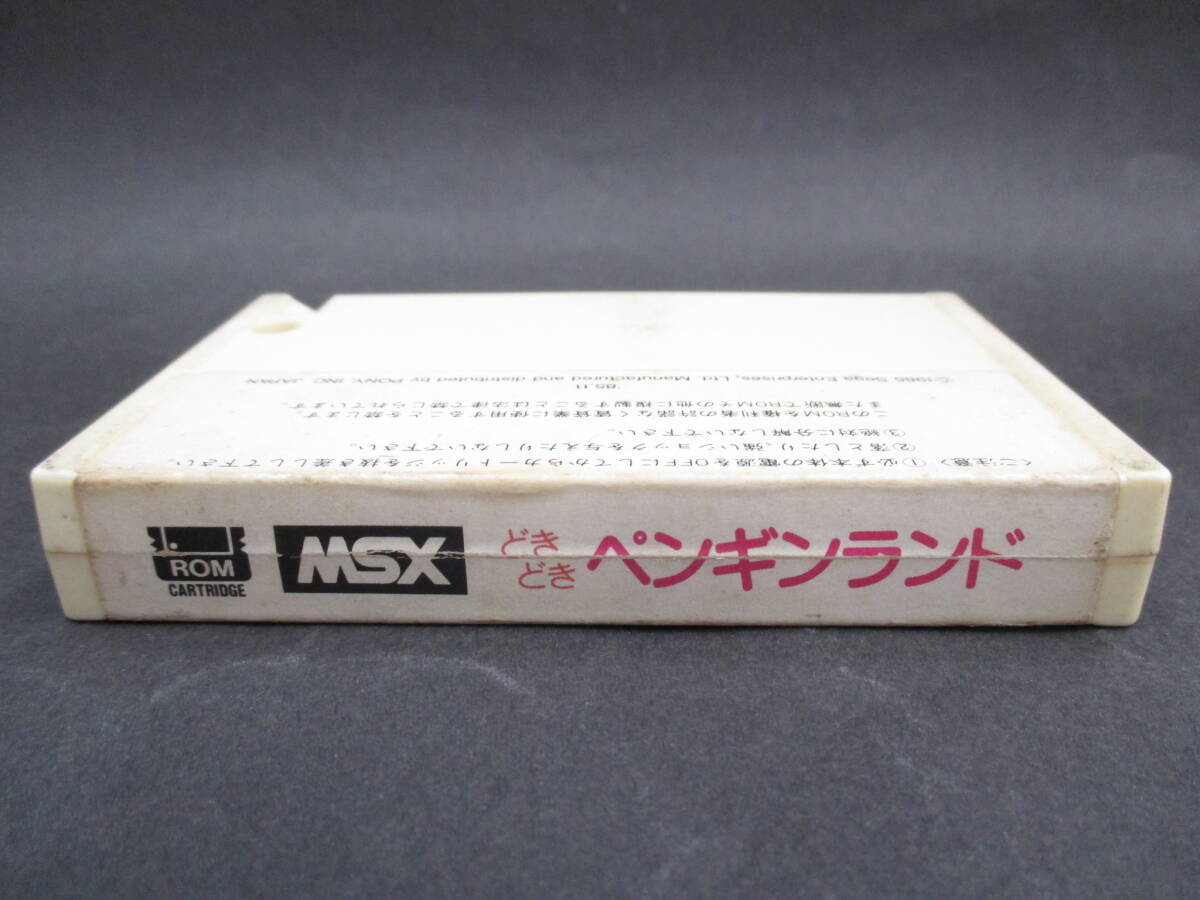 ROM
CARTRIDGE
MSX
どき
どき
ペンギンランド
〈ご注意〉①必ず本体の電源をOFFにしてからカートリッジを抜き差しして下さい。
②落としたり、強いショックを与えたりしないで下さい。
③絶対に分解しないで下さい。
このROMを権利者の許諾なく賃貸業に使用することを禁じます。
また無断でROMその他に複製することは法律で禁じられています。
'85.11
©1985 Sega Enterprises, Ltd. Manufactured and distributed by PONY, INC. JAPAN